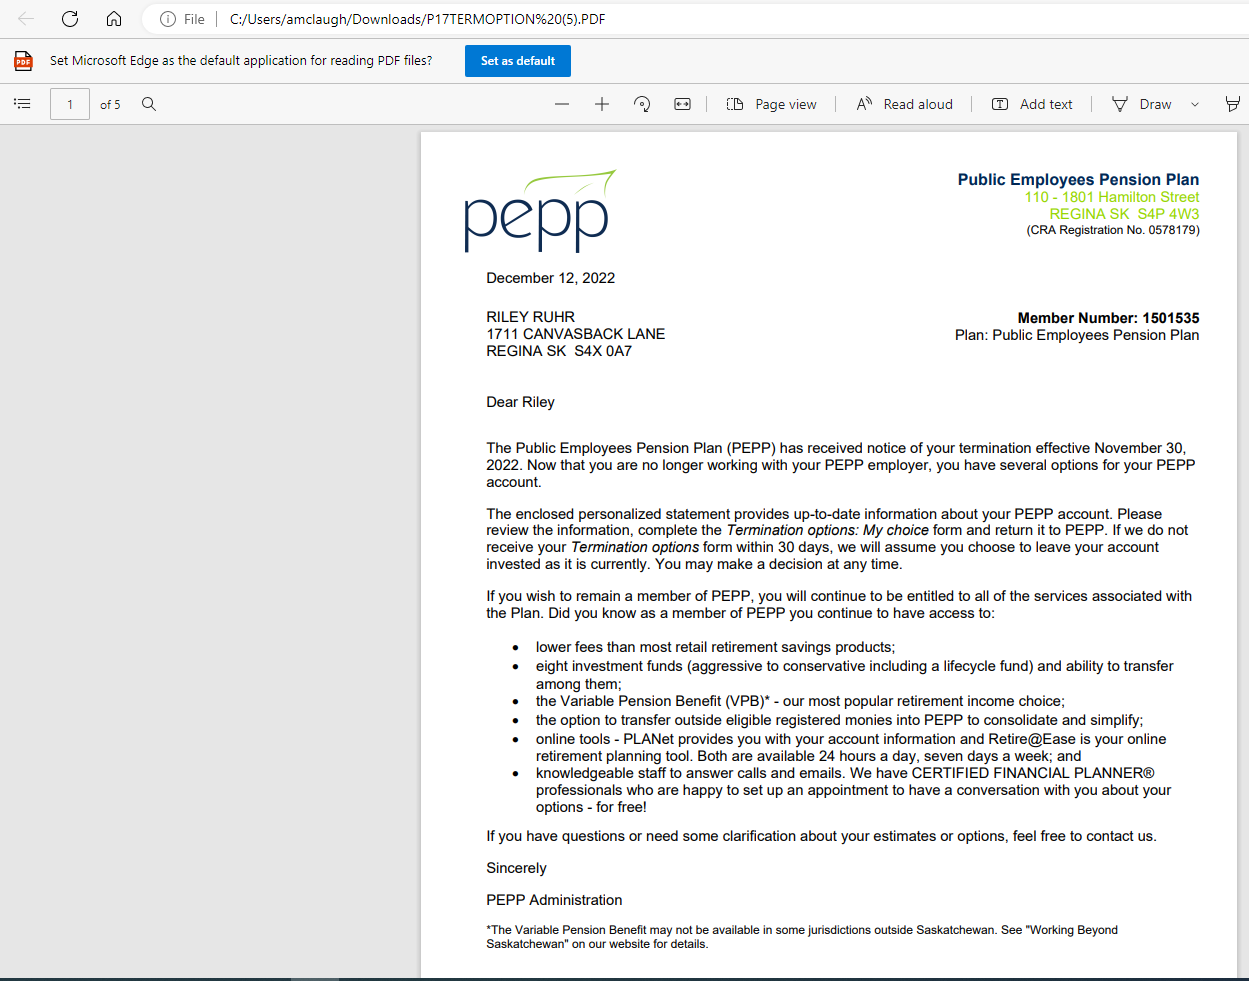 File C:/Users/amclaugh/Downloads/P17TERMOPTION%20(5).PDF
PDF Set Microsoft Edge as the default application for reading PDF files? Set as default
1 of 5 Page view A Read aloud T Add text Draw
pepp
Public Employees Pension Plan
110 - 1801 Hamilton Street
REGINA SK  S4P 4W3
(CRA Registration No. 0578179)
December 12, 2022
RILEY RUHR
1711 CANVASBACK LANE
REGINA SK  S4X 0A7
Member Number: 1501535
Plan: Public Employees Pension Plan
Dear Riley
The Public Employees Pension Plan (PEPP) has received notice of your termination effective November 30,
2022. Now that you are no longer working with your PEPP employer, you have several options for your PEPP
account.
The enclosed personalized statement provides up-to-date information about your PEPP account. Please
review the information, complete the Termination options: My choice form and return it to PEPP. If we do not
receive your Termination options form within 30 days, we will assume you choose to leave your account
invested as it is currently. You may make a decision at any time.
If you wish to remain a member of PEPP, you will continue to be entitled to all of the services associated with
the Plan. Did you know as a member of PEPP you continue to have access to:
• lower fees than most retail retirement savings products;
• eight investment funds (aggressive to conservative including a lifecycle fund) and ability to transfer
among them;
• the Variable Pension Benefit (VPB)* - our most popular retirement income choice;
• the option to transfer outside eligible registered monies into PEPP to consolidate and simplify;
• online tools - PLANet provides you with your account information and Retire@Ease is your online
retirement planning tool. Both are available 24 hours a day, seven days a week; and
• knowledgeable staff to answer calls and emails. We have CERTIFIED FINANCIAL PLANNER®
professionals who are happy to set up an appointment to have a conversation with you about your
options - for free!
If you have questions or need some clarification about your estimates or options, feel free to contact us.
Sincerely
PEPP Administration
*The Variable Pension Benefit may not be available in some jurisdictions outside Saskatchewan. See "Working Beyond
Saskatchewan" on our website for details.